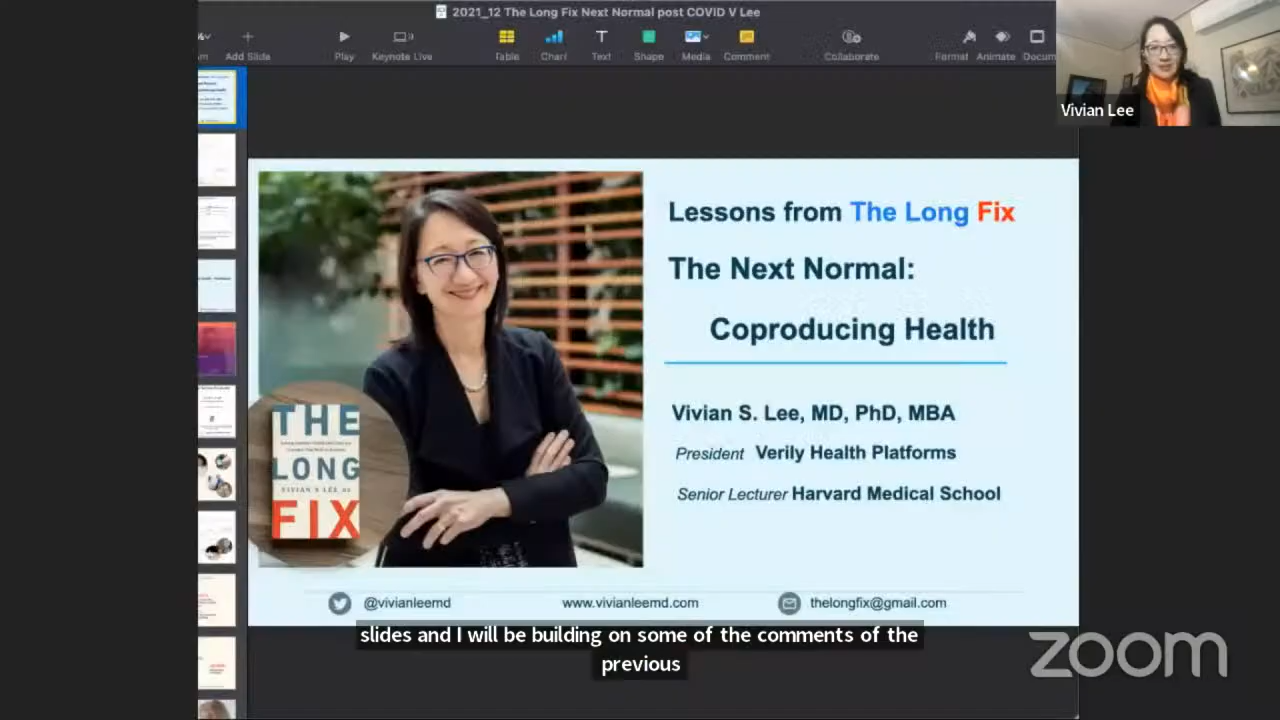 2021_12 The Long Fix Next Normal post COVID V Lee
Add Slide
Play
Keynote Live
Table
Chart
Text
Shape
Media
Comment
Collaborate
Format
Animate
Docum
Vivian Lee
Lessons from The Long Fix
The Next Normal:
Coproducing Health
Vivian S. Lee, MD, PhD, MBA
President Verily Health Platforms
Senior Lecturer Harvard Medical School
THE
LONG
VIVIAN S LEE, MD
FIX
@vivianleemd
www.vivianleemd.com
thelongfix@gmail.com
slides and I will be building on some of the comments of the
previous
zoom